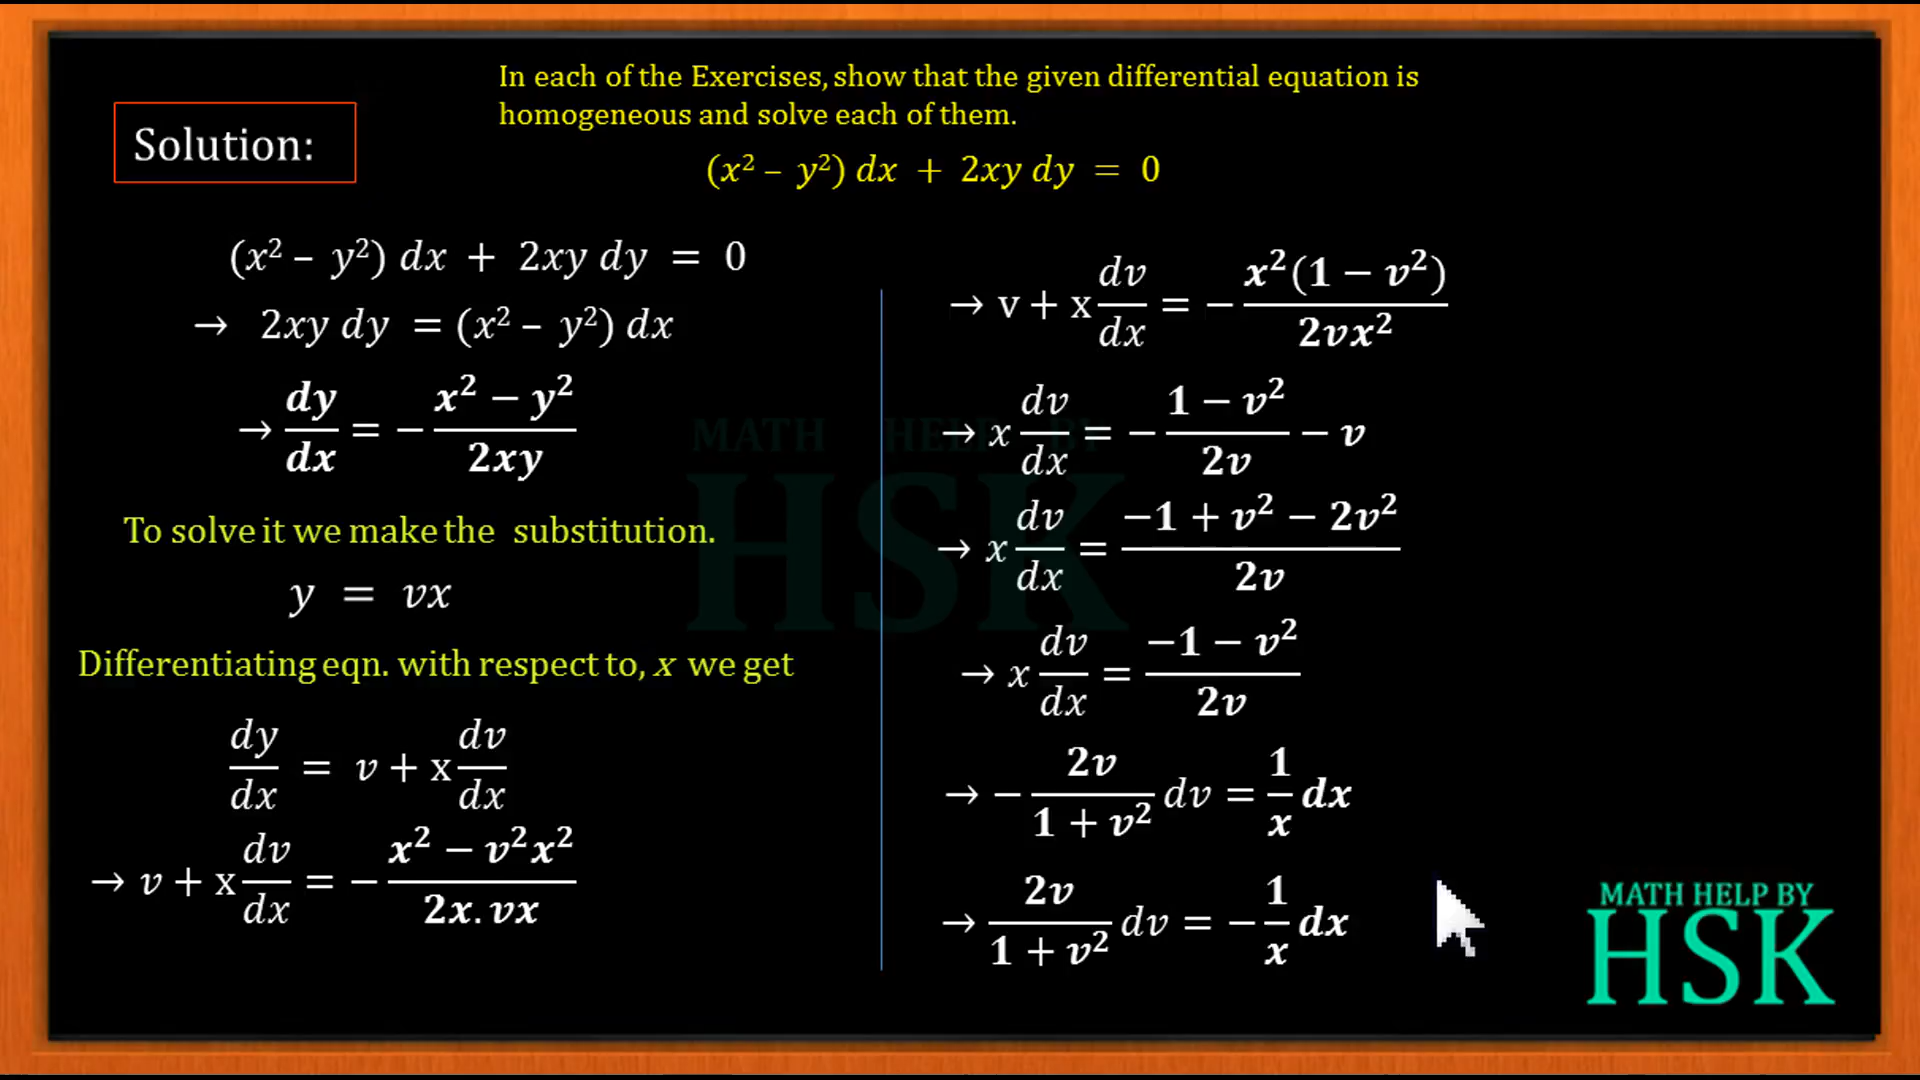 In each of the Exercises, show that the given differential equation is
homogeneous and solve each of them.
(x² – y²) dx + 2xy dy = 0
Solution:
(x² – y²) dx + 2xy dy = 0
→ 2xy dy = (x² – y²) dx
→ dy/dx = − (x² − y²)/(2xy)
To solve it we make the substitution.
y = vx
Differentiating eqn. with respect to, x we get
dy/dx = v + x dv/dx
→ v + x dv/dx = − (x² − v²x²)/(2x.vx)
→ v + x dv/dx = − x²(1 − v²)/(2vx²)
→ x dv/dx = − (1 − v²)/(2v) − v
→ x dv/dx = (−1 + v² − 2v²)/(2v)
→ x dv/dx = (−1 − v²)/(2v)
→ − 2v/(1 + v²) dv = 1/x dx
→ 2v/(1 + v²) dv = − 1/x dx
MATH HELP BY
HSK
MATH HELP BY
HSK